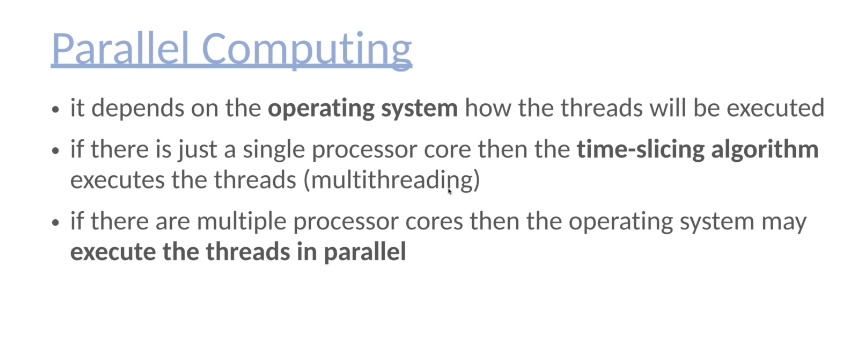 Parallel Computing
• it depends on the operating system how the threads will be executed
• if there is just a single processor core then the time-slicing algorithm
executes the threads (multithreading)
• if there are multiple processor cores then the operating system may
execute the threads in parallel